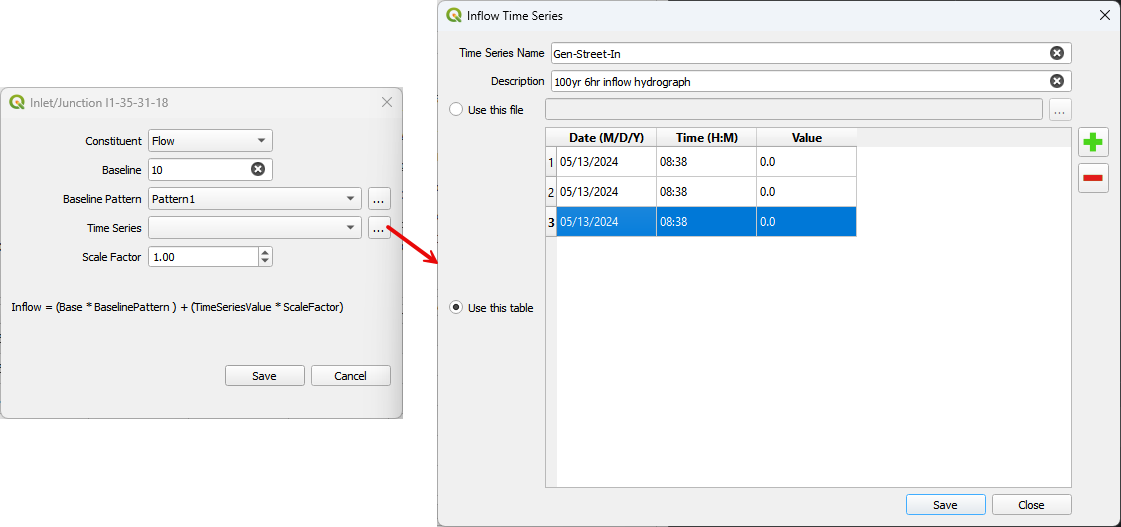 Inlet/Junction I1-35-31-18
Constituent Flow
Baseline 10
Baseline Pattern Pattern1 ...
Time Series ...
Scale Factor 1.00
Inflow = (Base * BaselinePattern ) + (TimeSeriesValue * ScaleFactor)
Save Cancel
Inflow Time Series
Time Series Name Gen-Street-In
Description 100yr 6hr inflow hydrograph
Use this file ...
Date (M/D/Y) Time (H:M) Value
1 05/13/2024 08:38 0.0
2 05/13/2024 08:38 0.0
3 05/13/2024 08:38 0.0
Use this table
Save Close